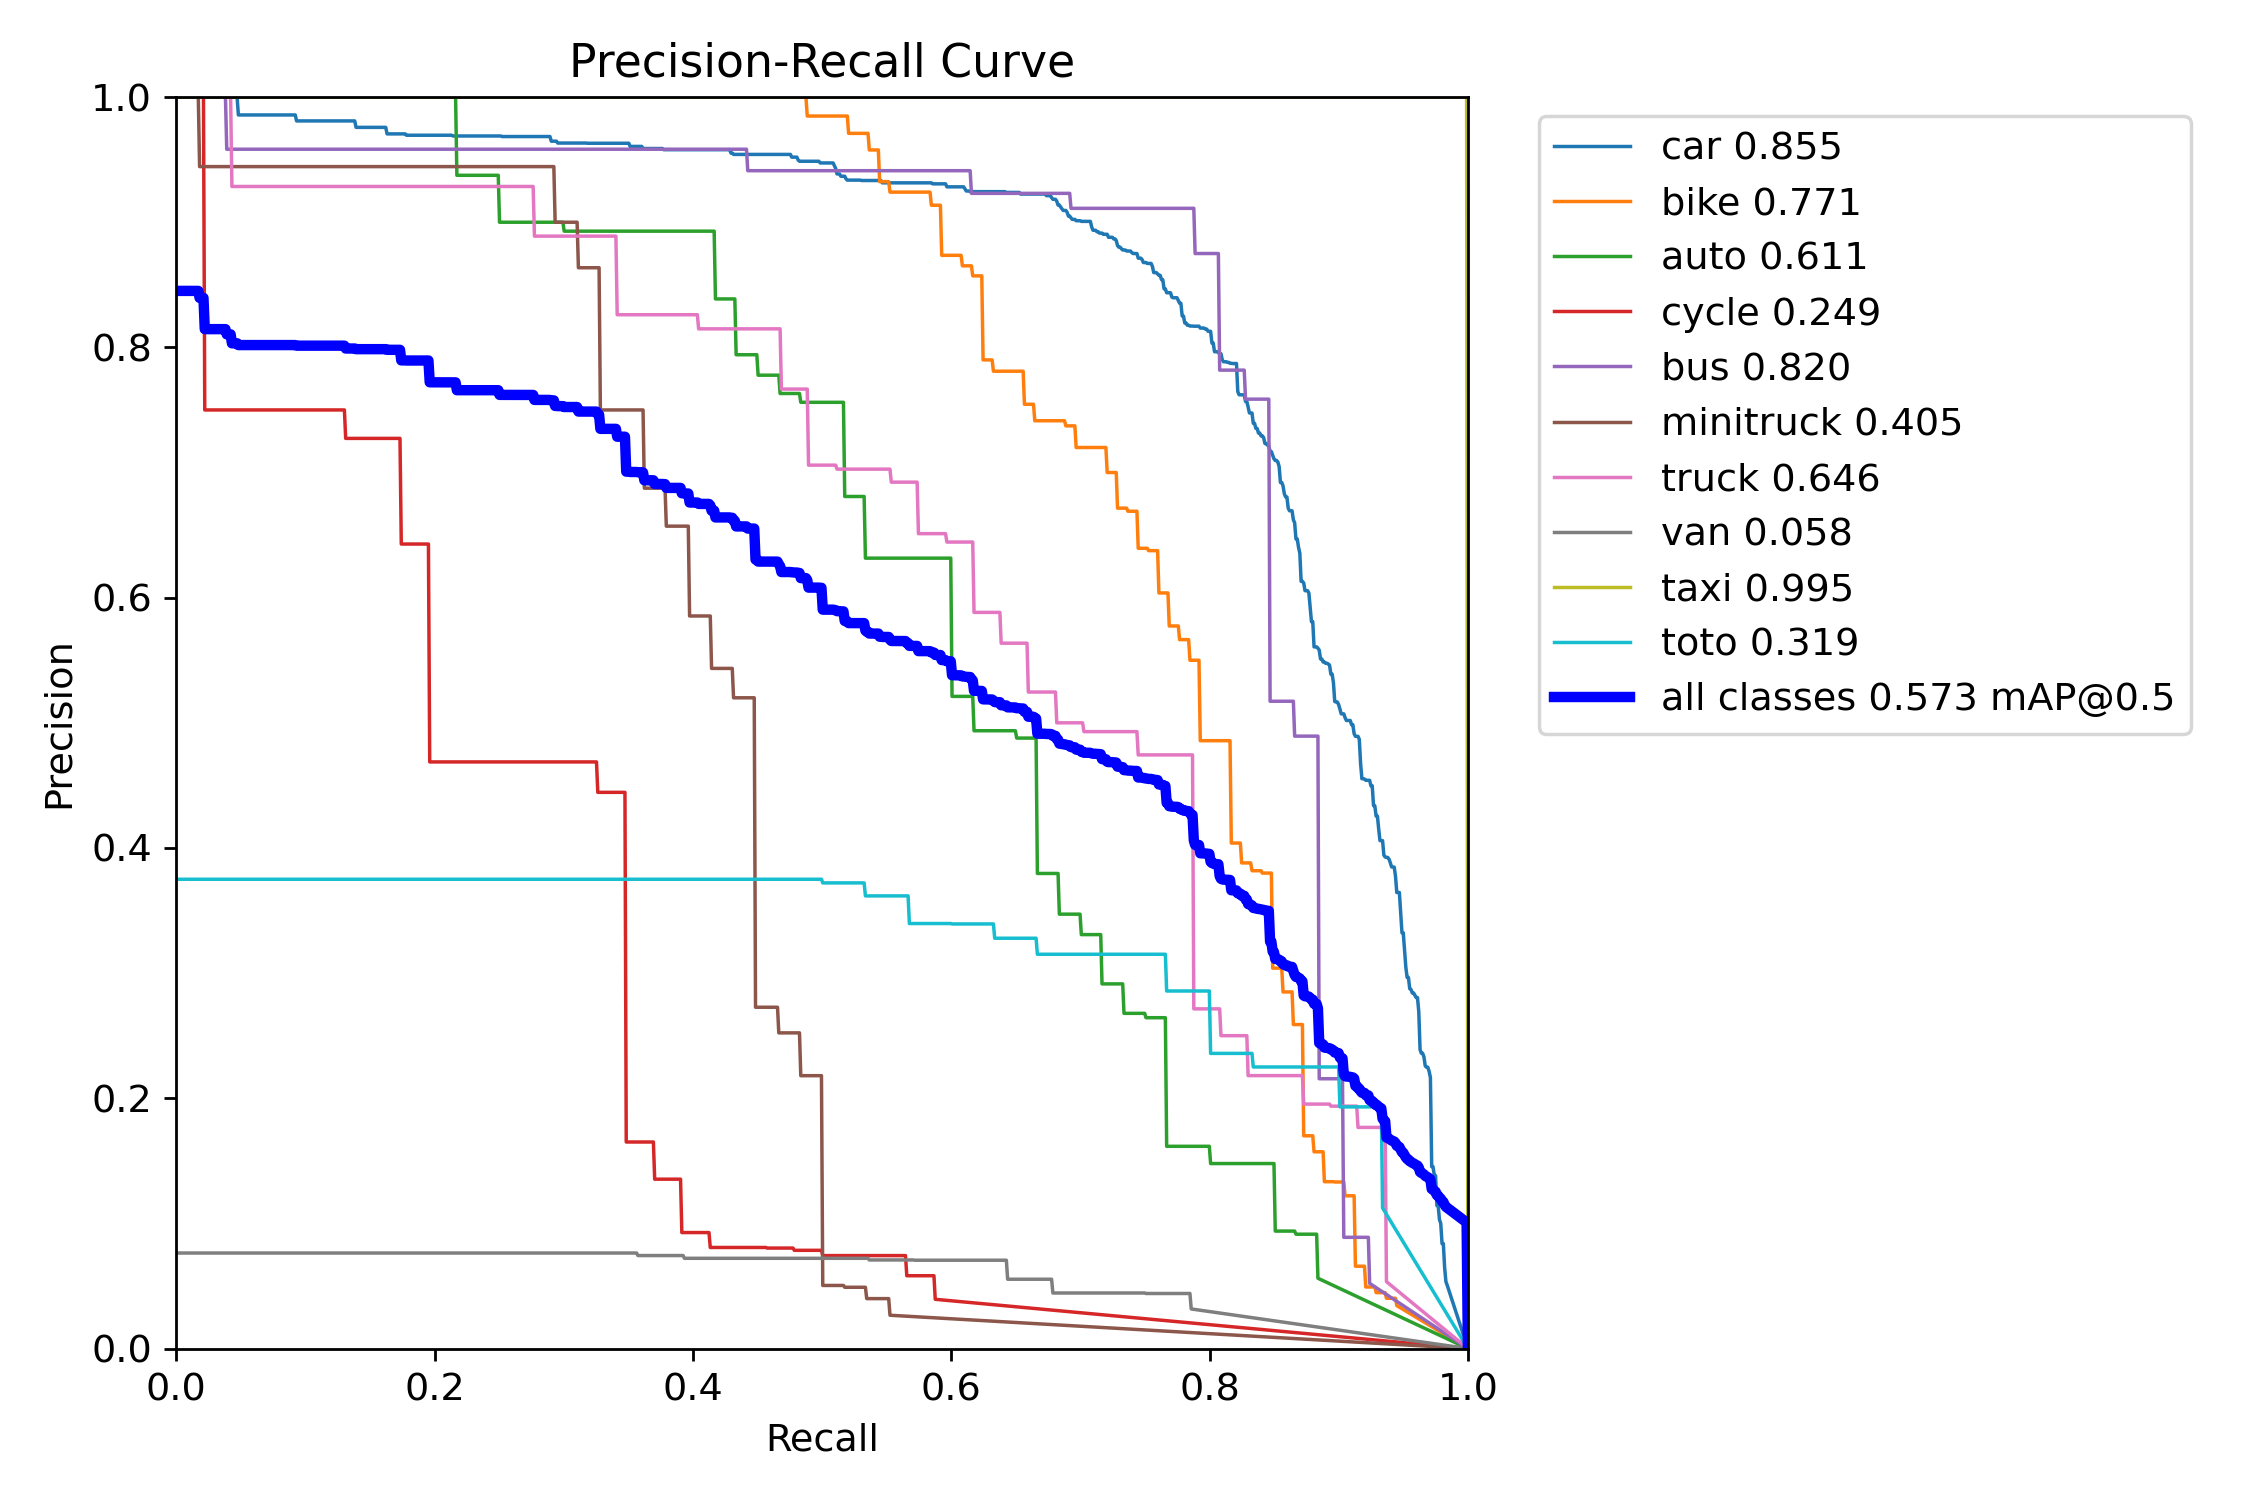 Precision-Recall Curve
1.0
0.8
0.6
0.4
0.2
0.0
Precision
0.0 0.2 0.4 0.6 0.8 1.0
Recall
car 0.855
bike 0.771
auto 0.611
cycle 0.249
bus 0.820
minitruck 0.405
truck 0.646
van 0.058
taxi 0.995
toto 0.319
all classes 0.573 mAP@0.5